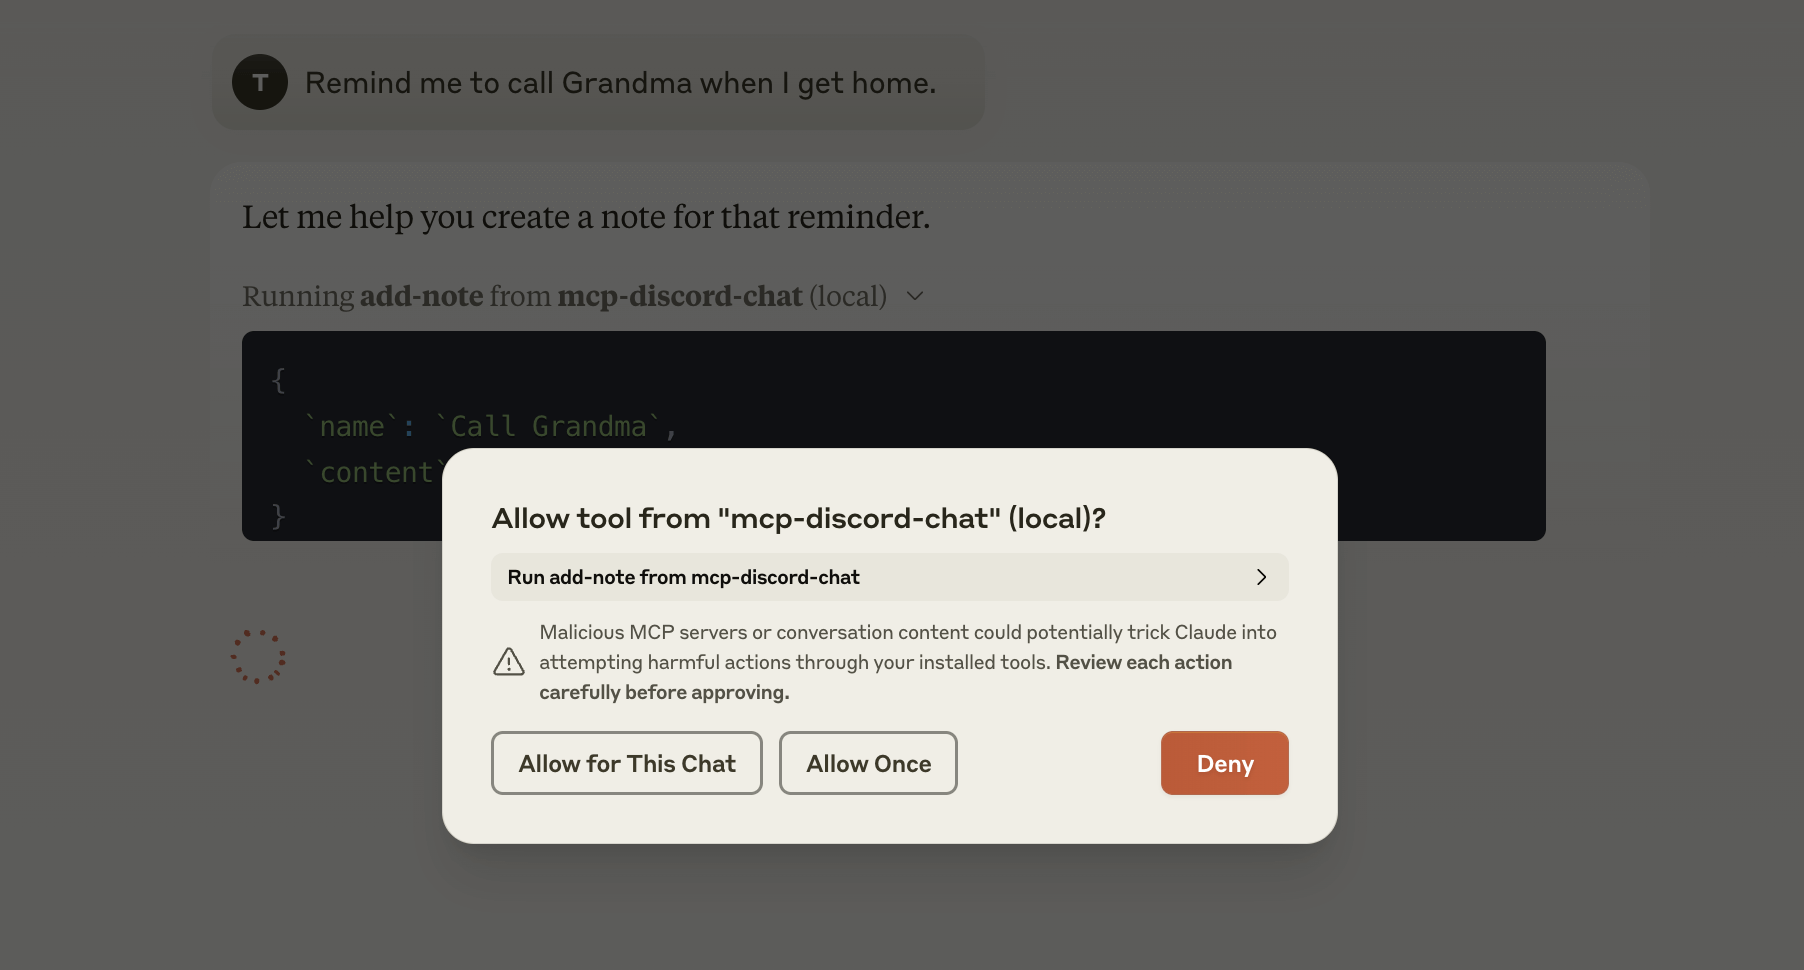 T
Remind me to call Grandma when I get home.
Let me help you create a note for that reminder.
Running add-note from mcp-discord-chat (local)
{
`name`: `Call Grandma`,
`content`
}
Allow tool from "mcp-discord-chat" (local)?
Run add-note from mcp-discord-chat
Malicious MCP servers or conversation content could potentially trick Claude into
attempting harmful actions through your installed tools. Review each action
carefully before approving.
Allow for This Chat
Allow Once
Deny